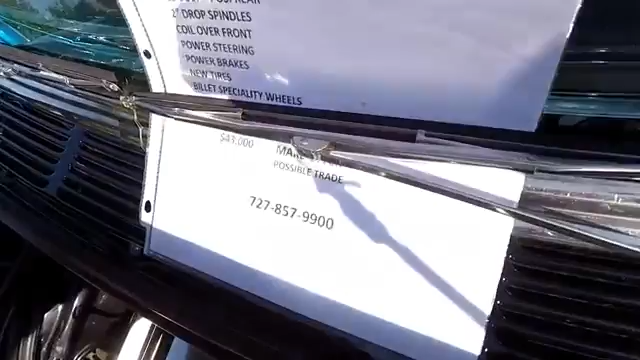 2" DROP SPINDLES
COIL OVER FRONT
POWER STEERING
POWER BRAKES
NEW TIRES
BILLET SPECIALITY WHEELS
$43,000
POSSIBLE TRADE
727-857-9900